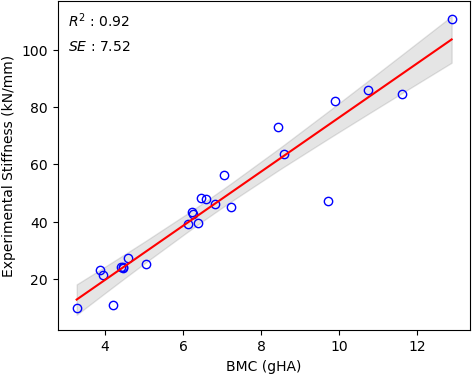 R² : 0.92
SE : 7.52
Experimental Stiffness (kN/mm)
100
80
60
40
20
4 6 8 10 12
BMC (gHA)